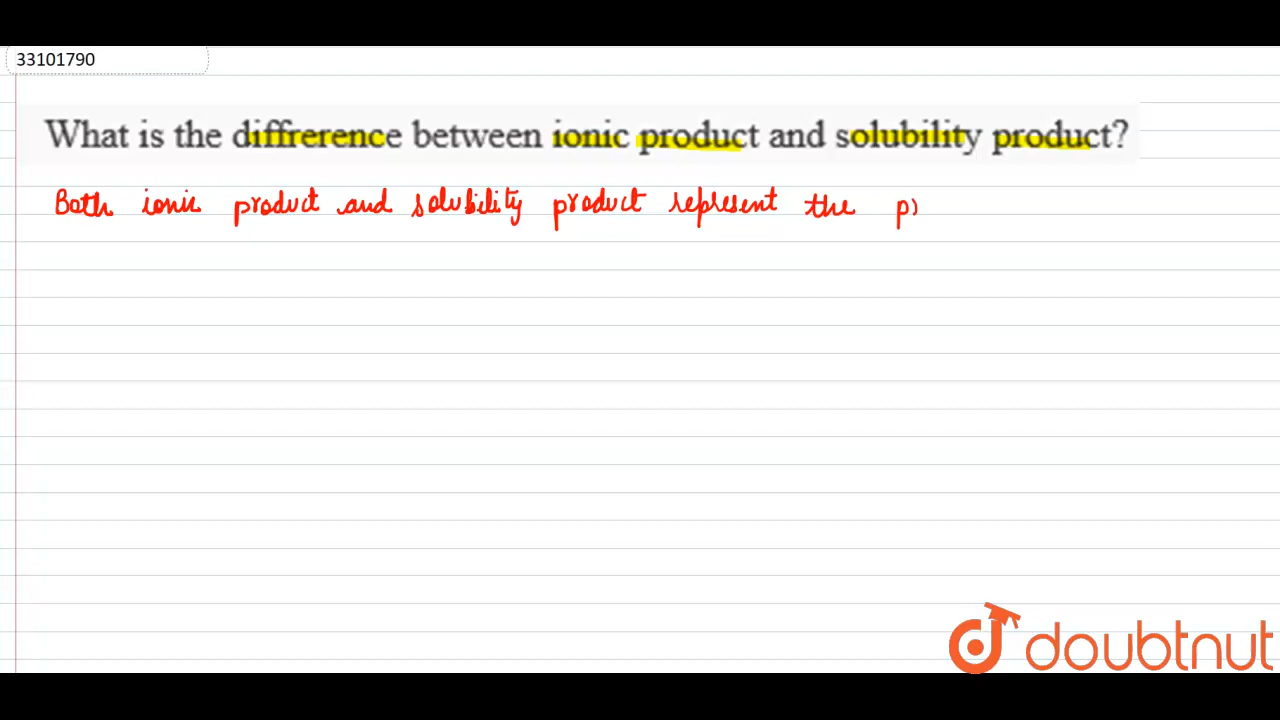 33101790
What is the diffrerence between ionic product and solubility product?
Both ionic product and solubility product represent the
doubtnut